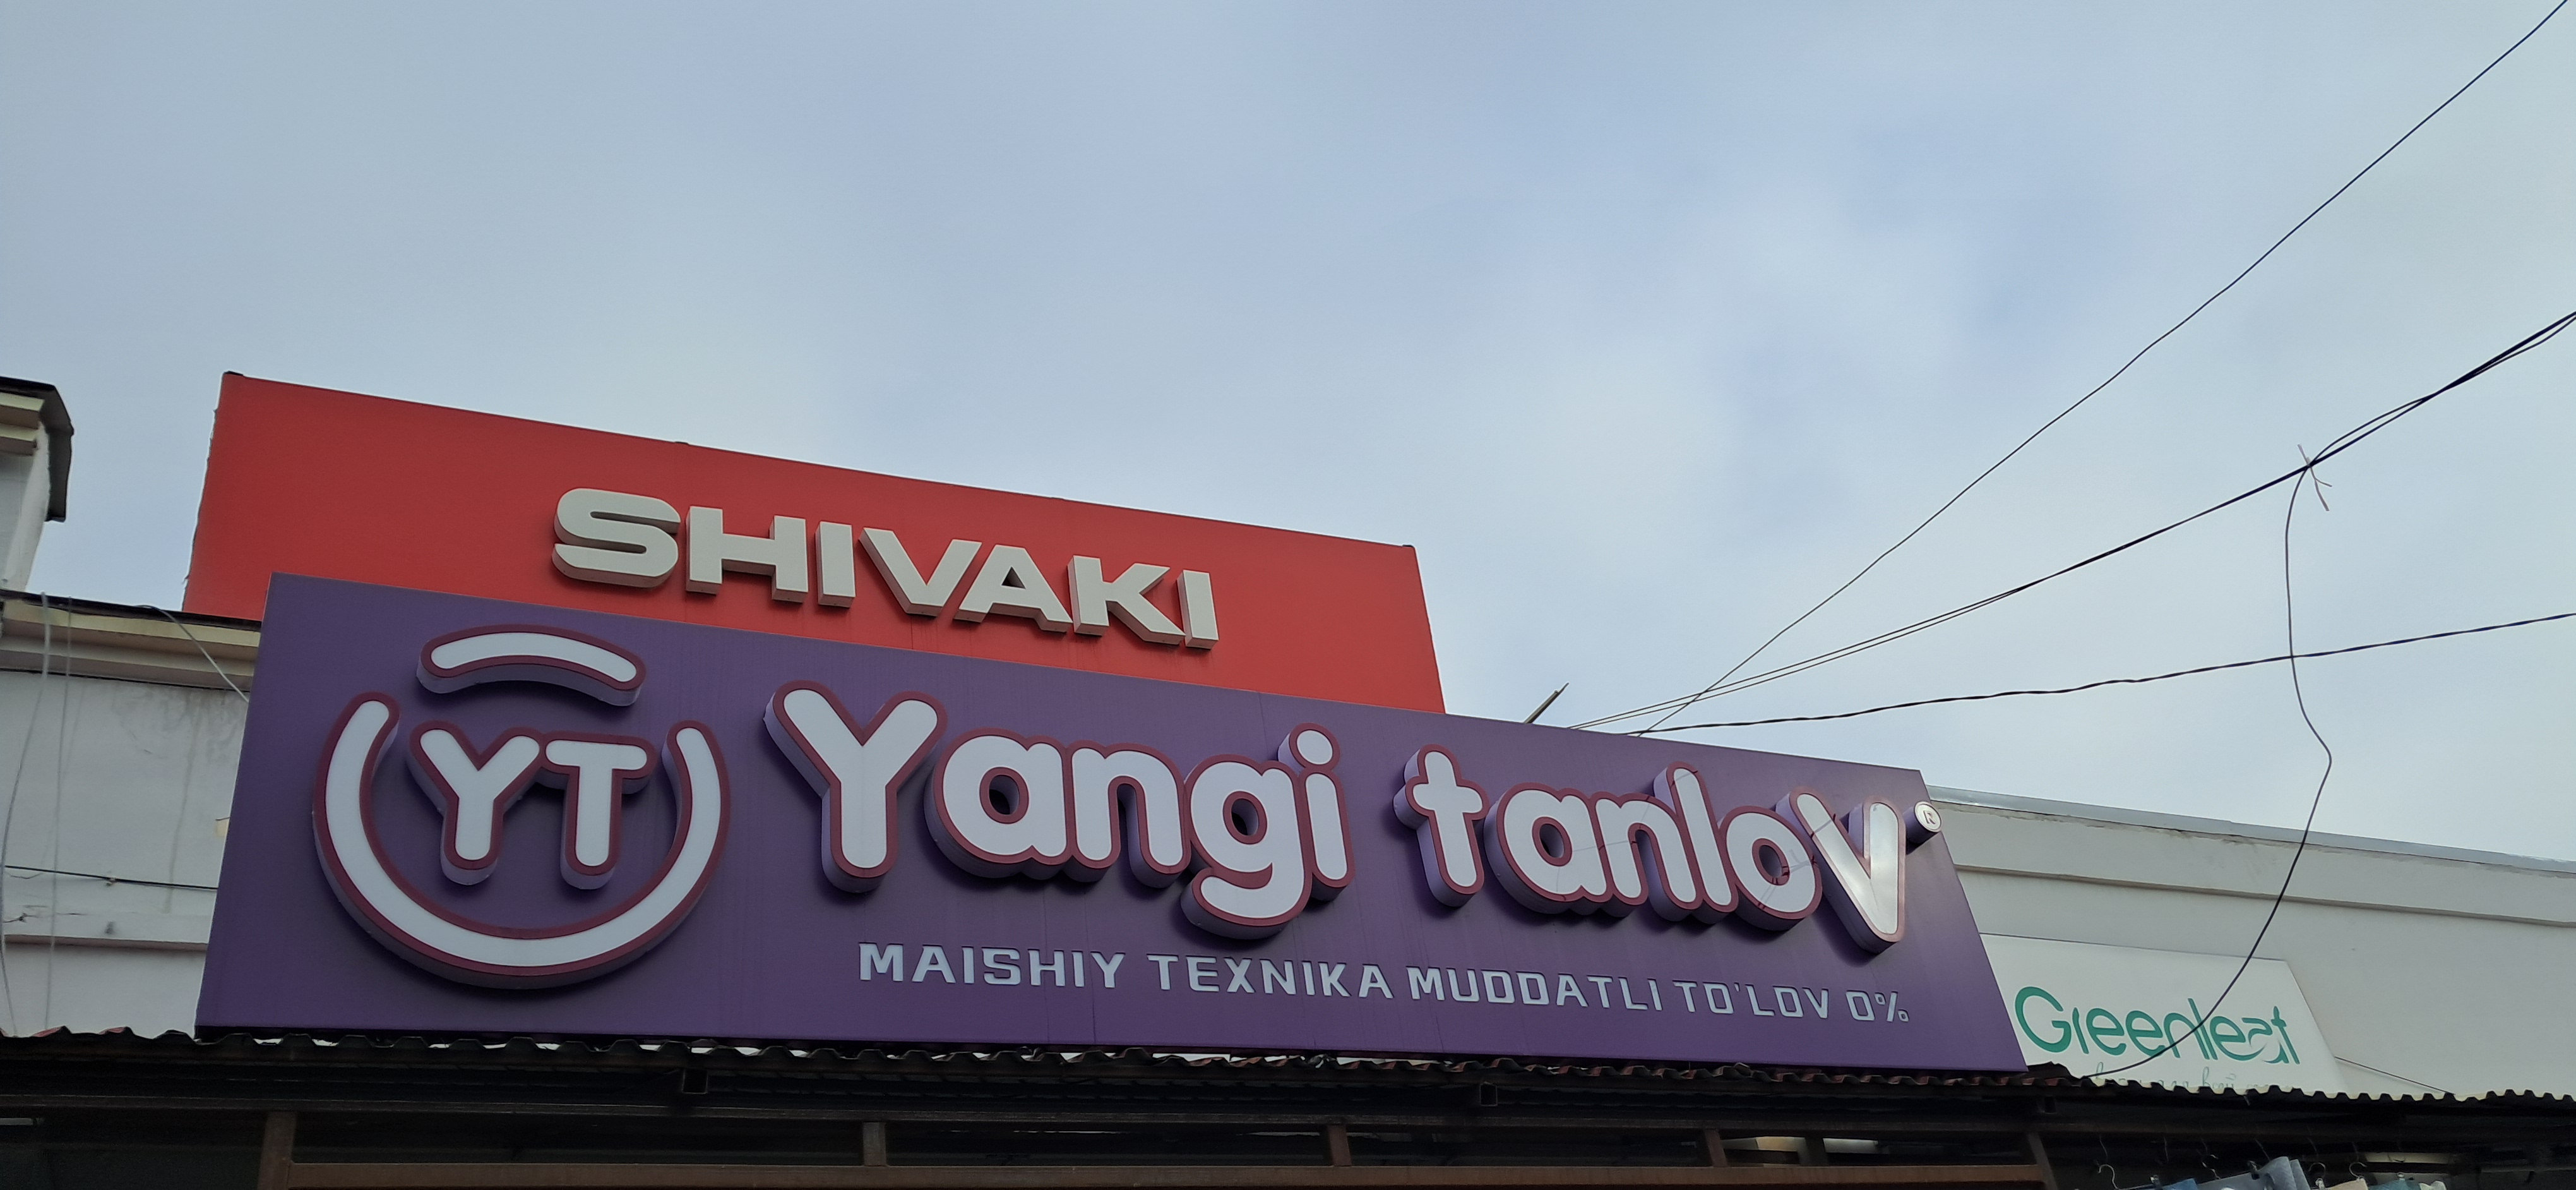 SHIVAKI
YT
Yangi tanlov ®
MAISHIY TEXNIKA MUDDATLI TO'LOV 0%
Greenleaf